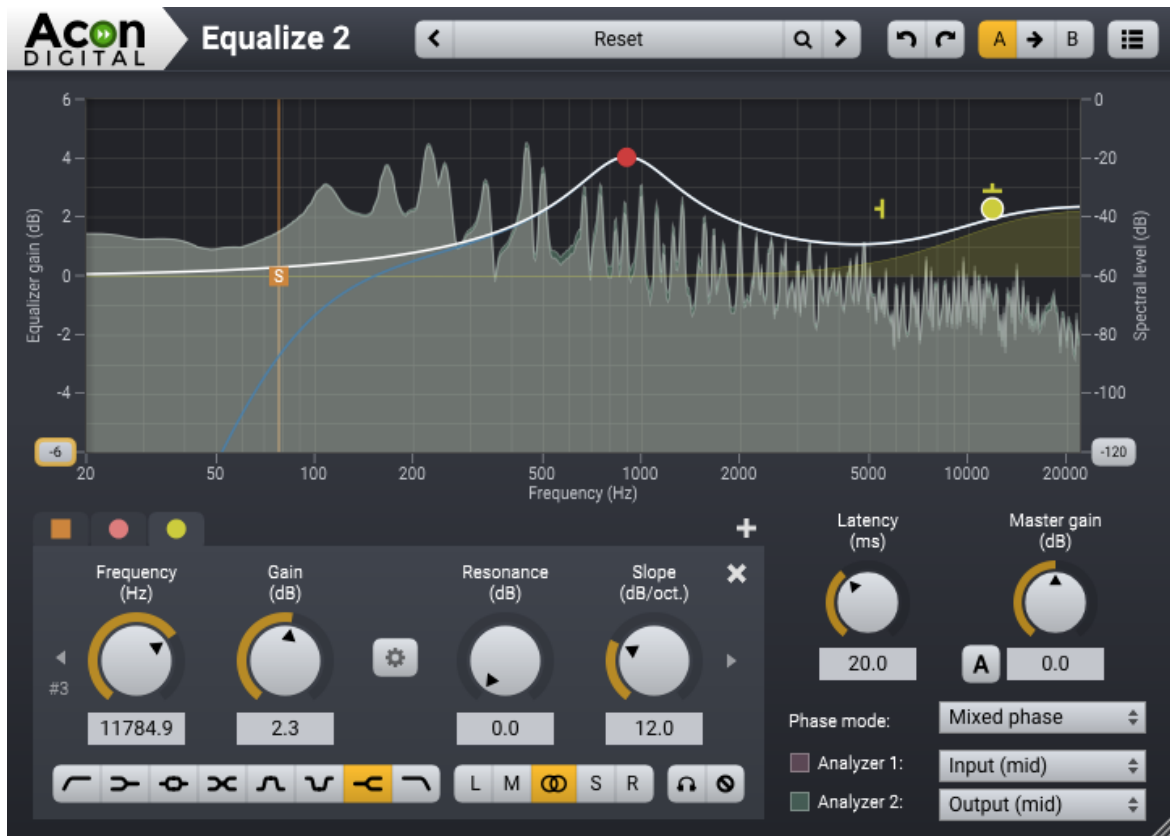 Acon
DIGITAL
Equalize 2
Reset
A
B
6
4
2
0
-2
-4
-6
Equalizer gain (dB)
S
0
-20
-40
-60
-80
-100
-120
Spectral level (dB)
20
50
100
200
500
1000
2000
5000
10000
20000
Frequency (Hz)
Frequency
(Hz)
Gain
(dB)
Resonance
(dB)
Slope
(dB/oct.)
#3
11784.9
2.3
0.0
12.0
L M S R
Latency
(ms)
Master gain
(dB)
20.0
A
0.0
Phase mode:
Mixed phase
Analyzer 1:
Input (mid)
Analyzer 2:
Output (mid)